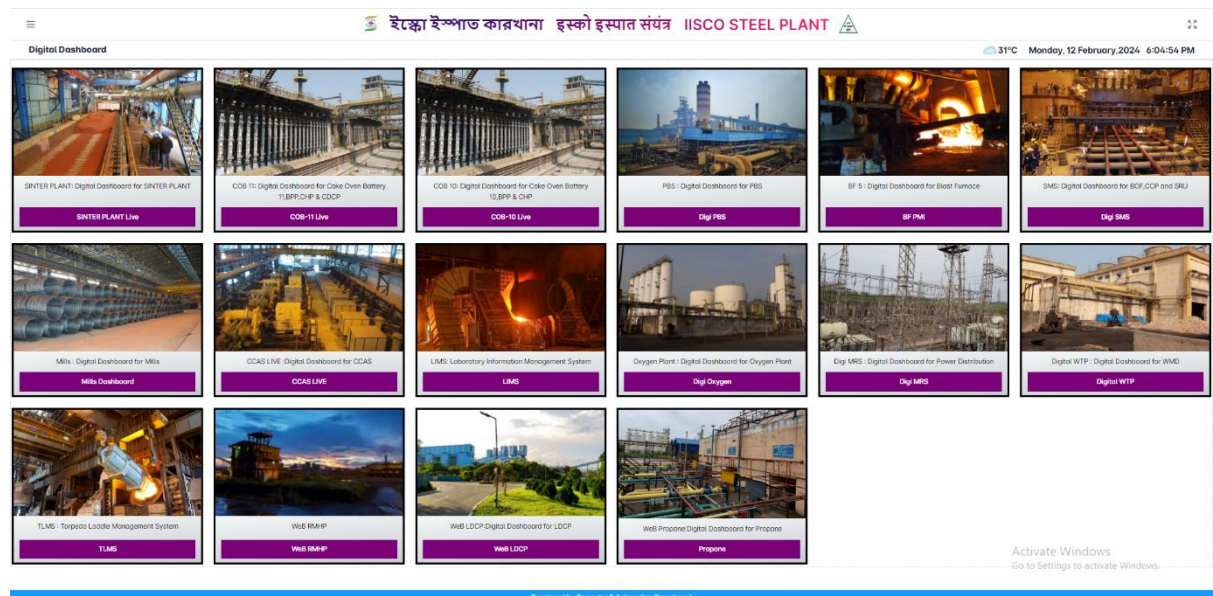 ইস্কো ইস্পাত কারখানা इस्को इस्पात संयंत्र IISCO STEEL PLANT
Digital Dashboard
31°C Monday, 12 February,2024 6:04:54 PM
SINTER PLANT: Digital Dashboard for SINTER PLANT
SINTER PLANT Live
COB 11: Digital Dashboard for Coke Oven Battery
11,BPP,CHP & CDCP
COB-11 Live
COB 10: Digital Dashboard for Coke Oven Battery
10,BPP & CHP
COB-10 Live
PBS : Digital Dashboard for PBS
Digi PBS
BF 5 : Digital Dashboard for Blast Furnace
BF PMI
SMS: Digital Dashboard for BOF,CCP and SRU
Digi SMS
Mills : Digital Dashboard for Mills
Mills Dashboard
CCAS LIVE :Digital Dashboard for CCAS
CCAS LIVE
LIMS: Laboratory Information Management System
LIMS
Oxygen Plant : Digital Dashboard for Oxygen Plant
Digi Oxygen
Digi MRS : Digital Dashboard for Power Distribution
Digi MRS
Digital WTP : Digital Dashboard for WMD
Digital WTP
TLMS : Torpedo Laddle Management System
TLMS
WeB RMHP
WeB RMHP
WeB LDCP:Digital Dashboard for LDCP
WeB LDCP
WeB Propane:Digital Dashboard for Propane
Propane
Activate Windows
Go to Settings to activate Windows.